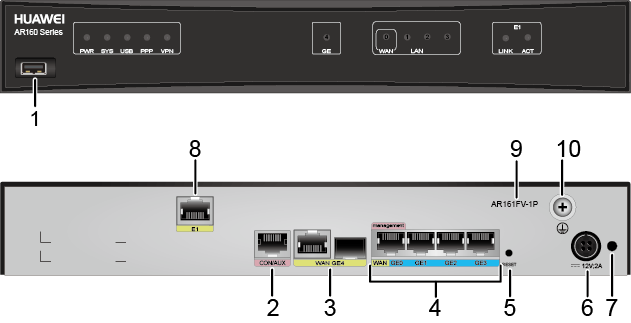 HUAWEI
AR160 Series
PWR SYS USB PPP VPN
GE
0 1 2 3
WAN LAN
E1
LINK ACT
1
8 9 10
AR161FV-1P
E1
management
CON/AUX WAN GE4 WAN GE0 GE1 GE2 GE3 RESET 12V;2A
2 3 4 5 6 7